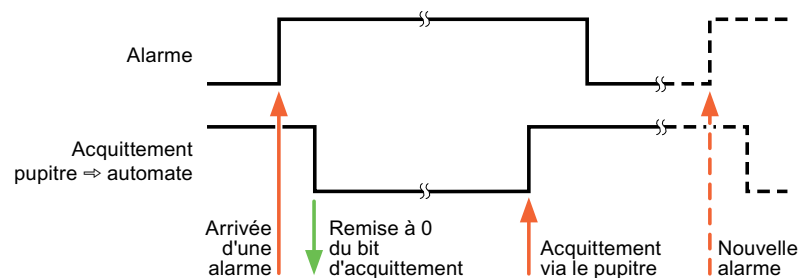 Alarme
Acquittement
pupitre ⇨ automate
Arrivée
d'une
alarme
Remise à 0
du bit
d'acquittement
Acquittement
via le pupitre
Nouvelle
alarme